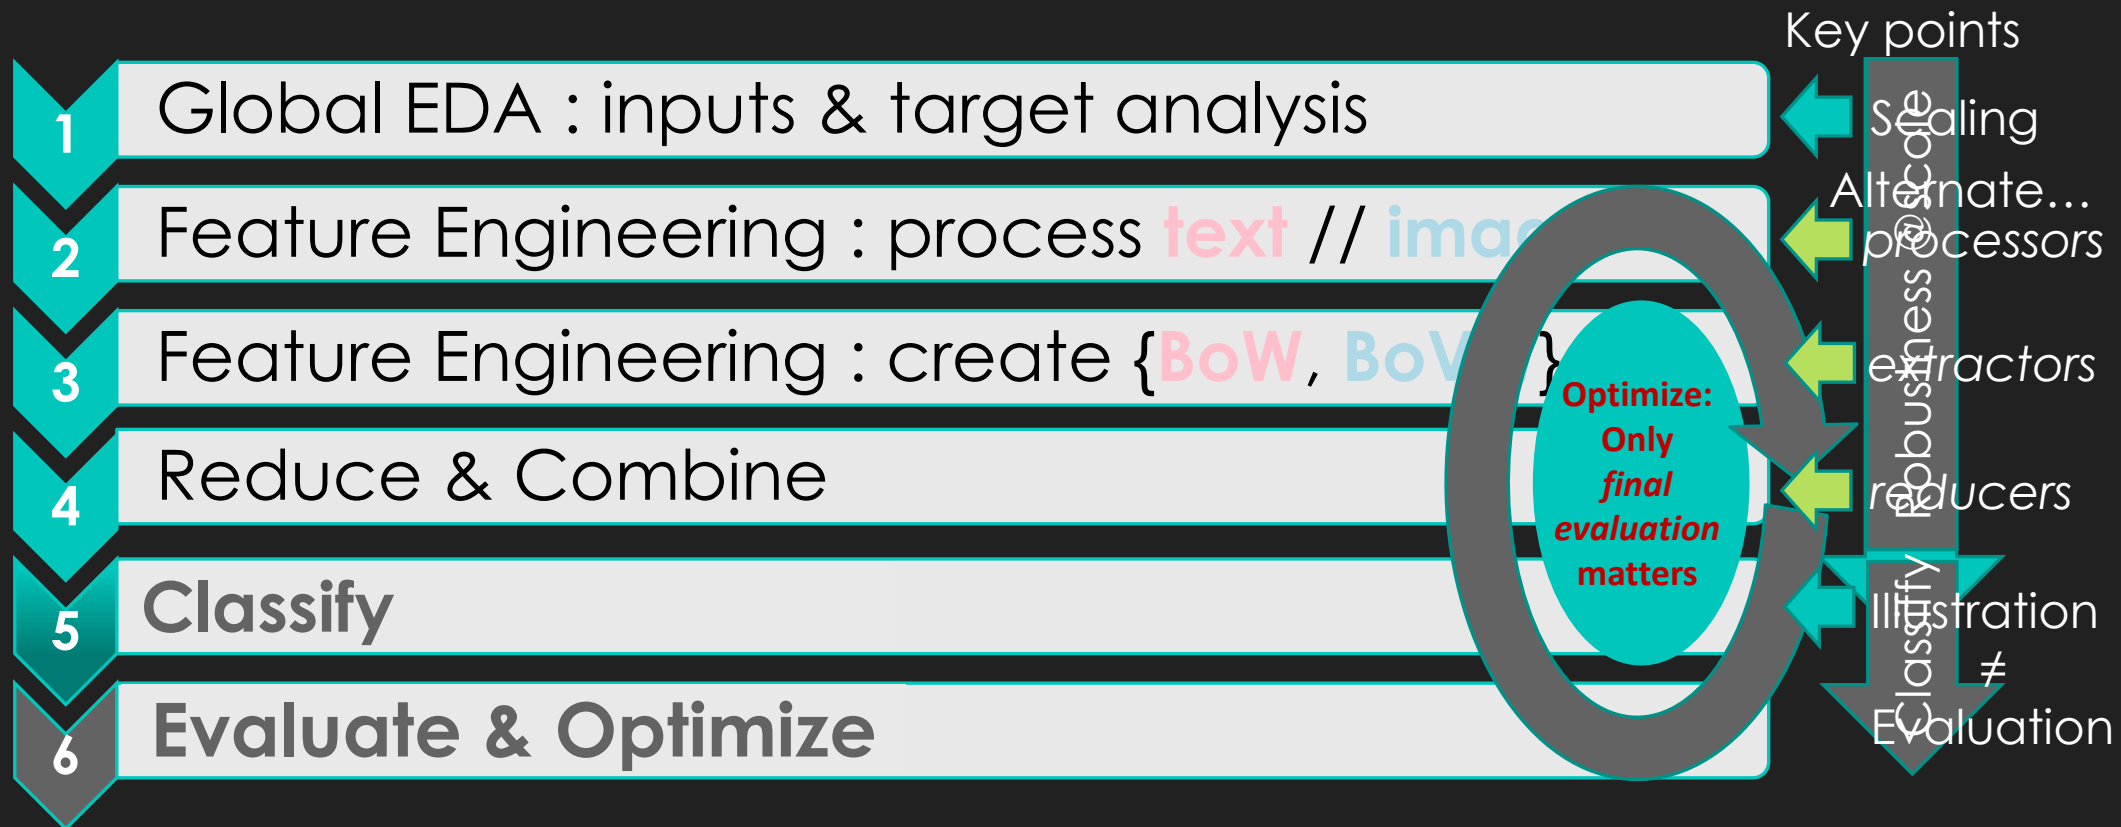 Key points
1
Global EDA : inputs & target analysis
Scaling
2
Feature Engineering : process text // imag
Alternate…
processors
3
Feature Engineering : create {BoW, BoV }
extractors
4
Reduce & Combine
reducers
5
Classify
Illustration
≠
Evaluation
6
Evaluate & Optimize
Optimize:
Only
final
evaluation
matters
Robustness @scale
Classify